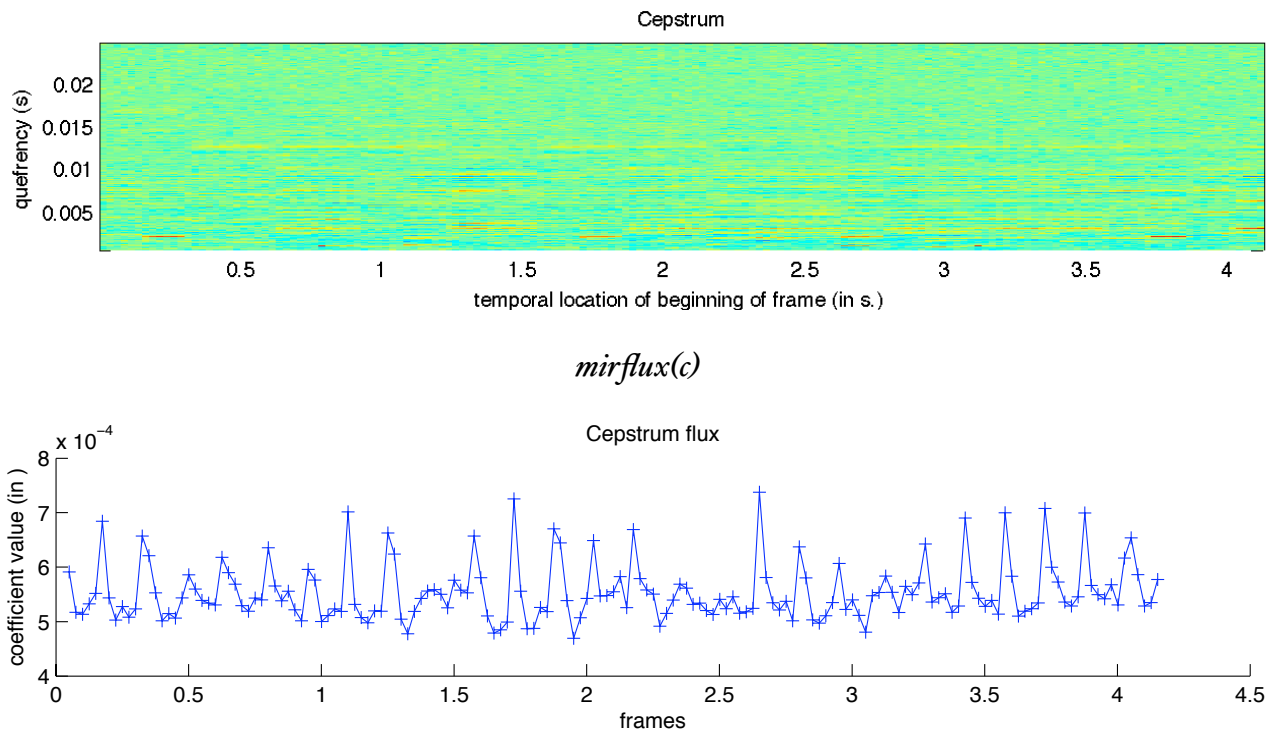 Cepstrum
quefrency (s)
0.02
0.015
0.01
0.005
0.5 1 1.5 2 2.5 3 3.5 4
temporal location of beginning of frame (in s.)
mirflux(c)
Cepstrum flux
x 10⁻⁴
coefficient value (in )
8
7
6
5
4
0 0.5 1 1.5 2 2.5 3 3.5 4 4.5
frames